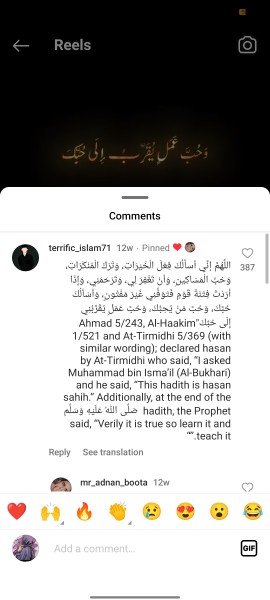 Reels
وَحُبَّ عَمَلٍ يُقَرِّبُ إِلَى حُبِّكَ
Comments
terrific_islam71 12w · Pinned
اللَّهُمَّ إِنِّي أَسْأَلُكَ فِعْلَ الْخَيْرَاتِ، وَتَرْكَ الْمُنْكَرَاتِ،
وَحُبَّ الْمَسَاكِينِ، وَأَنْ تَغْفِرَ لِي، وَتَرْحَمَنِي، وَإِذَا
أَرَدْتَ فِتْنَةَ قَوْمٍ فَتَوَفَّنِي غَيْرَ مَفْتُونٍ، وَأَسْأَلُكَ
حُبَّكَ، وَحُبَّ مَنْ يُحِبُّكَ، وَحُبَّ عَمَلٍ يُقَرِّبُنِي
إِلَى حُبِّكَ“Ahmad 5/243, Al-Haakim
1/521 and At-Tirmidhi 5/369 (with
similar wording); declared hasan
by At-Tirmidhi who said, “I asked
Muhammad bin Isma’il (Al-Bukhari)
and he said, “This hadith is hasan
sahih.” Additionally, at the end of the
hadith, the Prophet صَلَّى اللهُ عَلَيْهِ وَسَلَّمَ
said, “Verily it is true so learn it and
teach it.”“
387
Reply See translation
mr_adnan_boota 12w
Add a comment...
GIF